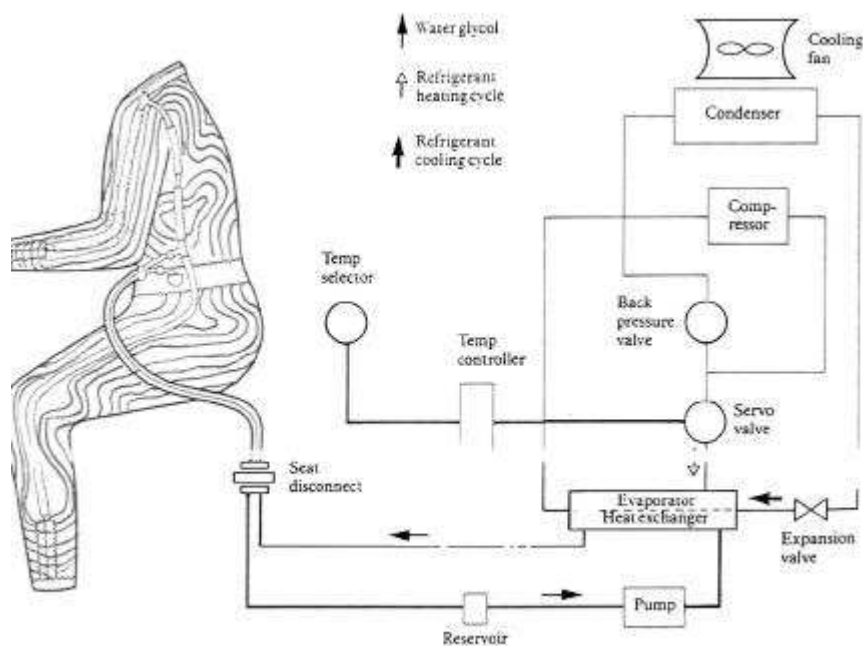 Water glycol
Refrigerant
heating cycle
Refrigerant
cooling cycle
Cooling
fan
Condenser
Comp-
ressor
Temp
selector
Back
pressure
valve
Temp
controller
Servo
valve
Seat
disconnect
Evaporator
Heat exchanger
Expansion
valve
Pump
Reservoir